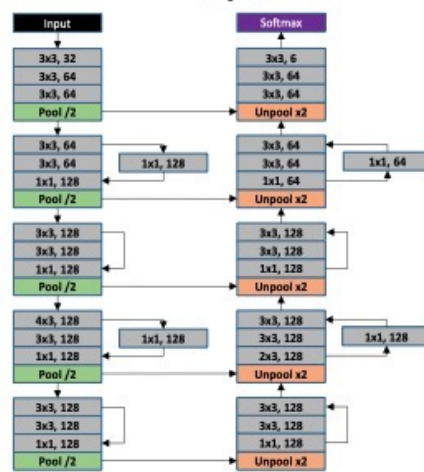 Input
3x3, 32
3x3, 64
3x3, 64
Pool /2
3x3, 64
3x3, 64
1x1, 128
Pool /2
1x1, 128
3x3, 128
3x3, 128
1x1, 128
Pool /2
4x3, 128
3x3, 128
1x1, 128
Pool /2
1x1, 128
3x3, 128
3x3, 128
1x1, 128
Pool /2
Softmax
3x3, 6
3x3, 64
3x3, 64
Unpool x2
3x3, 64
3x3, 64
1x1, 64
Unpool x2
1x1, 64
3x3, 128
3x3, 128
1x1, 128
Unpool x2
3x3, 128
3x3, 128
2x3, 128
Unpool x2
1x1, 128
3x3, 128
3x3, 128
1x1, 128
Unpool x2